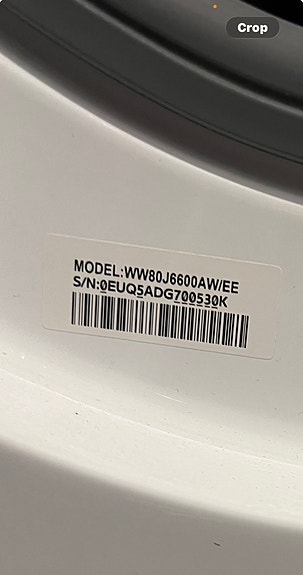 Crop
MODEL:WW80J6600AW/EE
S/N:0EUQ5ADG700530K